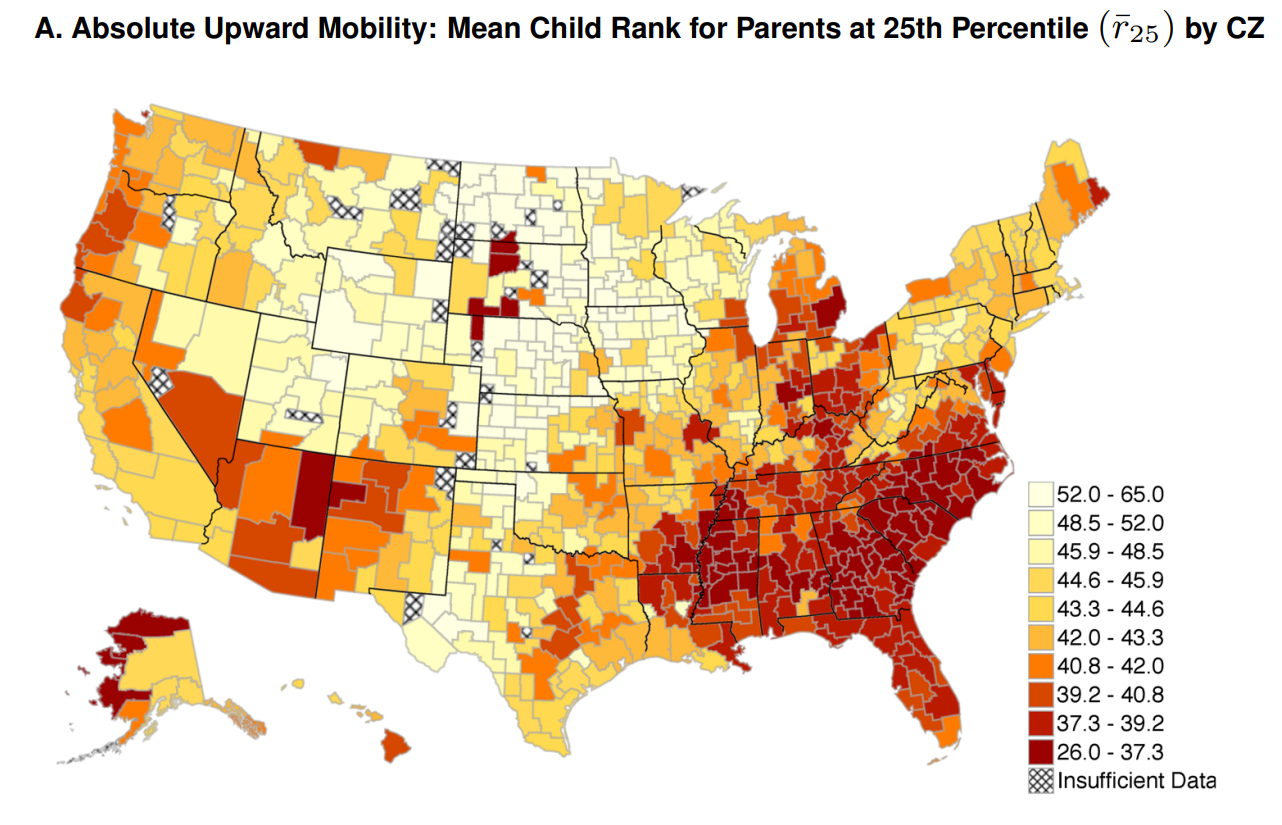 A. Absolute Upward Mobility: Mean Child Rank for Parents at 25th Percentile (r̄₂₅) by CZ
52.0 - 65.0
48.5 - 52.0
45.9 - 48.5
44.6 - 45.9
43.3 - 44.6
42.0 - 43.3
40.8 - 42.0
39.2 - 40.8
37.3 - 39.2
26.0 - 37.3
Insufficient Data